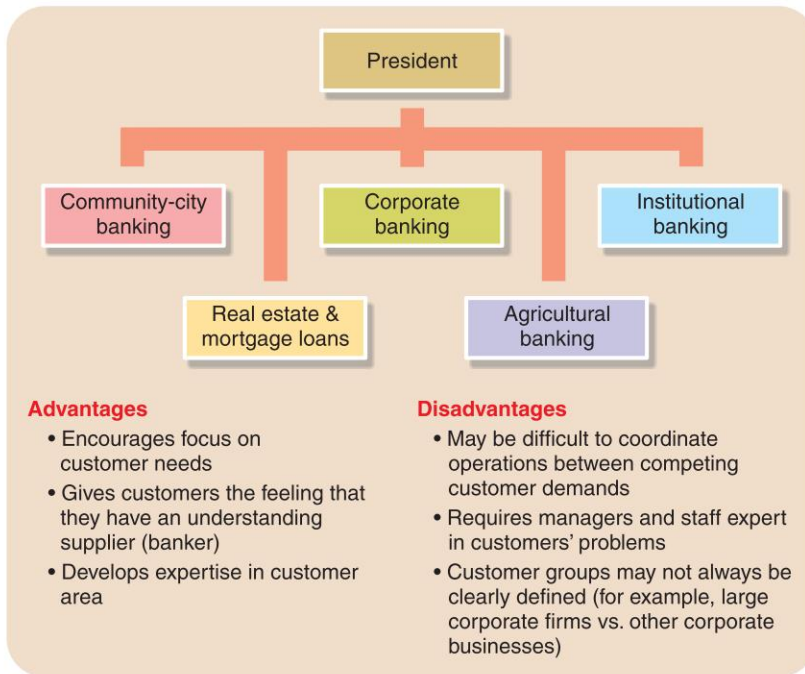 President
Community-city
banking
Corporate
banking
Institutional
banking
Real estate &
mortgage loans
Agricultural
banking
Advantages
• Encourages focus on
customer needs
• Gives customers the feeling that
they have an understanding
supplier (banker)
• Develops expertise in customer
area
Disadvantages
• May be difficult to coordinate
operations between competing
customer demands
• Requires managers and staff expert
in customers’ problems
• Customer groups may not always be
clearly defined (for example, large
corporate firms vs. other corporate
businesses)